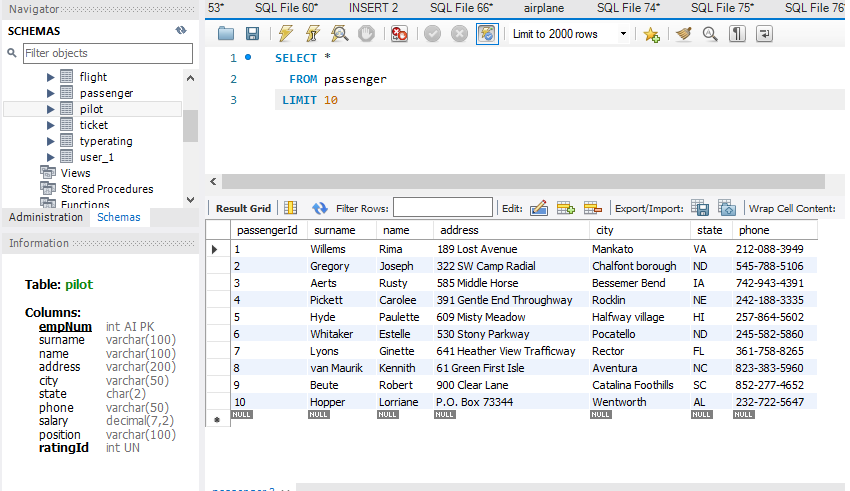 Navigator
53* SQL File 60* INSERT 2 SQL File 66* airplane SQL File 74* SQL File 75* SQL File 76*
SCHEMAS
Filter objects
flight
passenger
pilot
ticket
typerating
user_1
Views
Stored Procedures
Functions
Administration Schemas
Information
Table: pilot
Columns:
empNum int AI PK
surname varchar(100)
name varchar(100)
address varchar(200)
city varchar(50)
state char(2)
phone varchar(50)
salary decimal(7,2)
position varchar(100)
ratingId int UN
Limit to 2000 rows
1 SELECT *
2 FROM passenger
3 LIMIT 10
Result Grid Filter Rows: Edit: Export/Import: Wrap Cell Content:
passengerId surname name address city state phone
1 Willems Rima 189 Lost Avenue Mankato VA 212-088-3949
2 Gregory Joseph 322 SW Camp Radial Chalfont borough ND 545-788-5106
3 Aerts Rusty 585 Middle Horse Bessemer Bend IA 742-943-4391
4 Pickett Carolee 391 Gentle End Throughway Rocklin NE 242-188-3335
5 Hyde Paulette 609 Misty Meadow Halfway village HI 257-864-5602
6 Whitaker Estelle 530 Stony Parkway Pocatello ND 245-582-5860
7 Lyons Ginette 641 Heather View Trafficway Rector FL 361-758-8265
8 van Maurik Kennith 61 Green First Isle Aventura NC 823-383-5960
9 Beute Robert 900 Clear Lane Catalina Foothills SC 852-277-4652
10 Hopper Lorriane P.O. Box 73344 Wentworth AL 232-722-5647
NULL NULL NULL NULL NULL NULL NULL